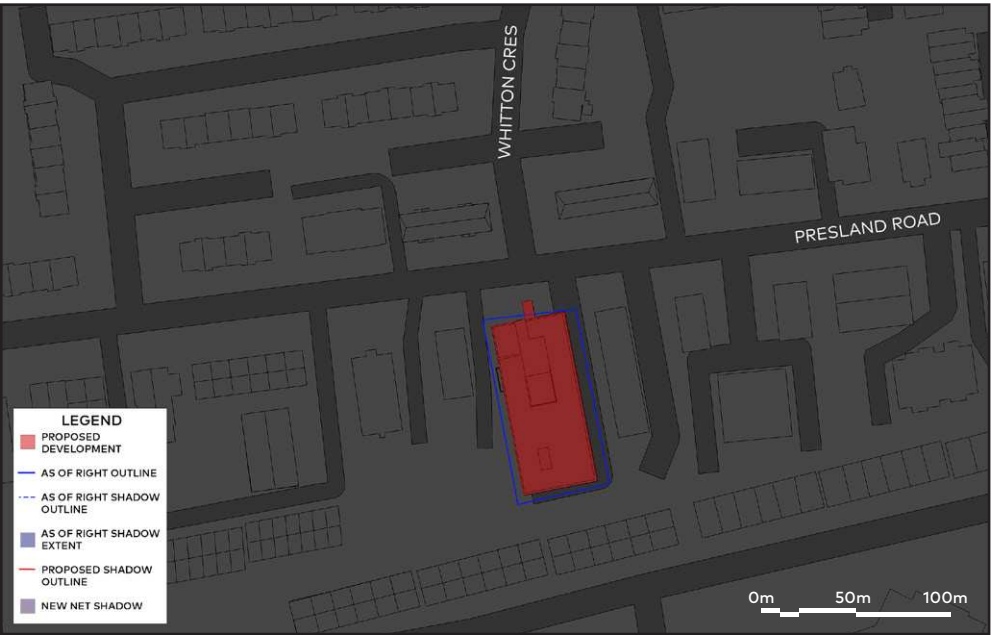 WHITTON CRES
PRESLAND ROAD
LEGEND
PROPOSED
DEVELOPMENT
AS OF RIGHT OUTLINE
AS OF RIGHT SHADOW
OUTLINE
AS OF RIGHT SHADOW
EXTENT
PROPOSED SHADOW
OUTLINE
NEW NET SHADOW
0m 50m 100m